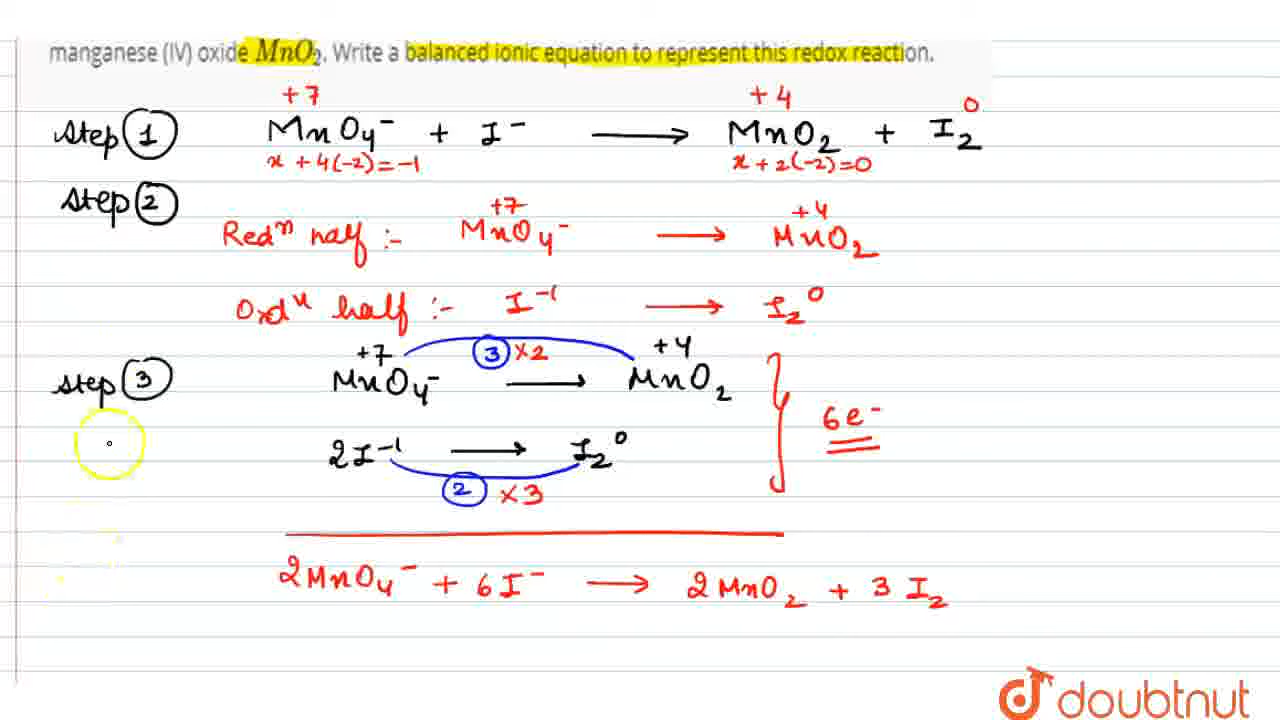 manganese (IV) oxide MnO₂. Write a balanced ionic equation to represent this redox reaction.
+7 +4 0
Step 1 MnO₄⁻ + I⁻ → MnO₂ + I₂
x + 4(-2) = -1 x + 2(-2) = 0
Step 2
+7 +4
Redⁿ half :- MnO₄⁻ → MnO₂
Oxdⁿ half :- I⁻¹ → I₂⁰
+7 3 ×2 +4
Step 3 MnO₄⁻ → MnO₂
6e⁻
2I⁻¹ → I₂⁰
2 ×3
2MnO₄⁻ + 6I⁻ → 2MnO₂ + 3I₂
doubtnut